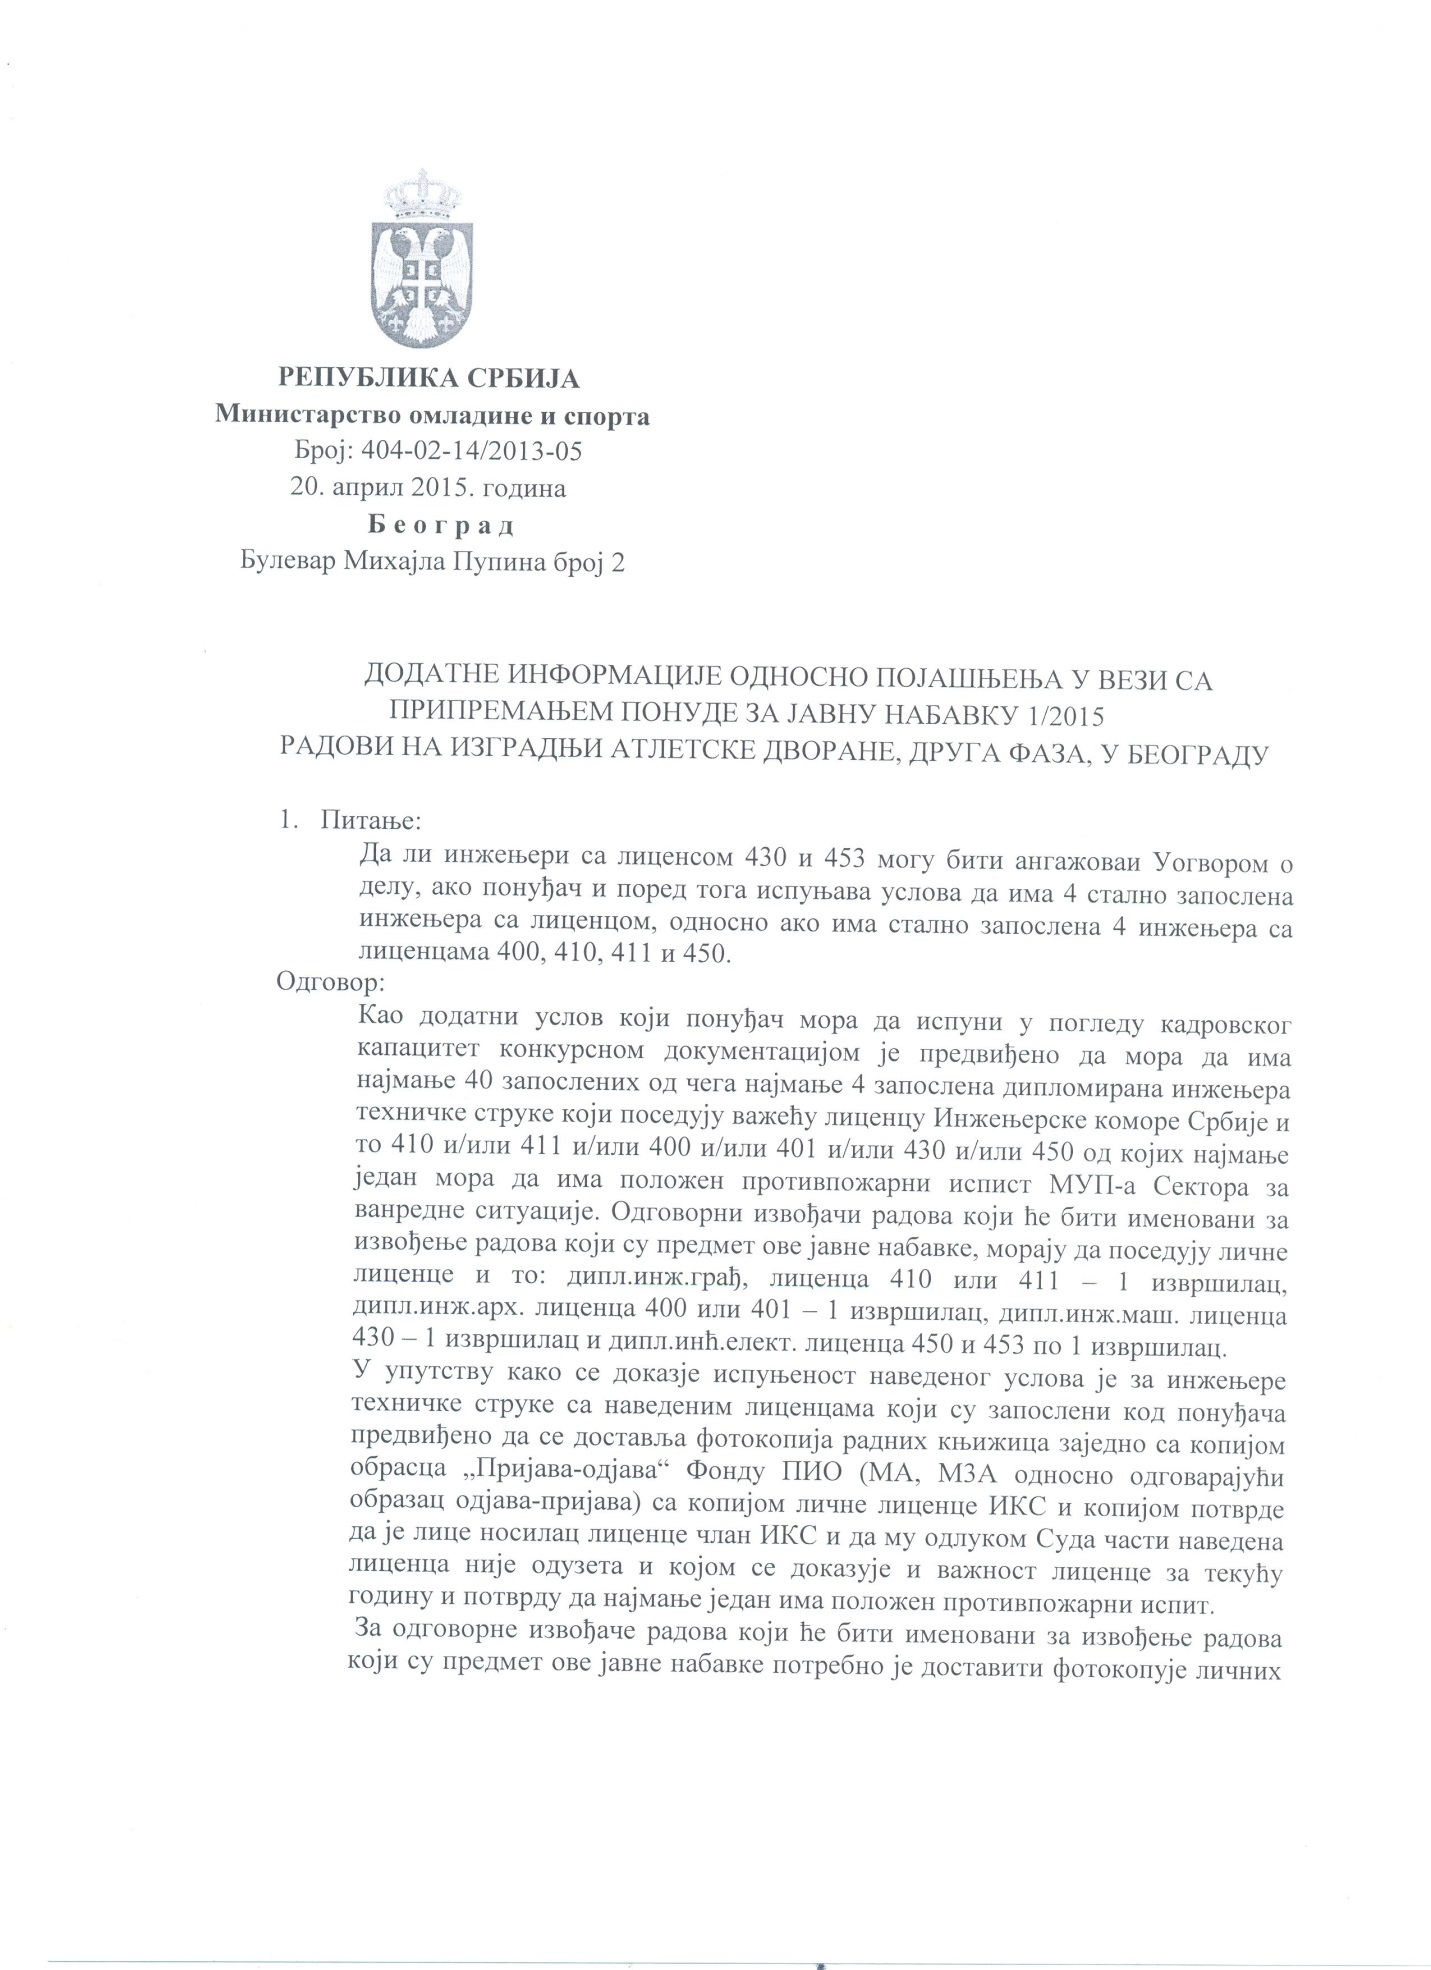 РЕПУБЛИКА СРБИЈА
Министарство омладине и спорта
Број: 404-02-14/2013-05
20. април 2015. година
Б е о г р а д
Булевар Михајла Пупина број 2
ДОДАТНЕ ИНФОРМАЦИЈЕ ОДНОСНО ПОЈАШЊЕЊА У ВЕЗИ СА
ПРИПРЕМАЊЕМ ПОНУДЕ ЗА ЈАВНУ НАБАВКУ 1/2015
РАДОВИ НА ИЗГРАДЊИ АТЛЕТСКЕ ДВОРАНЕ, ДРУГА ФАЗА, У БЕОГРАДУ
1. Питање:
Да ли инжењери са лиценсом 430 и 453 могу бити ангажоваи Уогвором о
делу, ако понуђач и поред тога испуњава услова да има 4 стално запослена
инжењера са лиценцом, односно ако има стално запослена 4 инжењера са
лиценцама 400, 410, 411 и 450.
Одговор:
Као додатни услов који понуђач мора да испуни у погледу кадровског
капацитет конкурсном документацијом је предвиђено да мора да има
најмање 40 запослених од чега најмање 4 запослена дипломирана инжењера
техничке струке који поседују важећу лиценцу Инжењерске коморе Србије и
то 410 и/или 411 и/или 400 и/или 401 и/или 430 и/или 450 од којих најмање
један мора да има положен противпожарни испист МУП-а Сектора за
ванредне ситуације. Одговорни извођачи радова који ће бити именовани за
извођење радова који су предмет ове јавне набавке, морају да поседују личне
лиценце и то: дипл.инж.грађ, лиценца 410 или 411 – 1 извршилац,
дипл.инж.арх. лиценца 400 или 401 – 1 извршилац, дипл.инж.маш. лиценца
430 – 1 извршилац и дипл.инћ.елект. лиценца 450 и 453 по 1 извршилац.
У упутству како се доказје испуњеност наведеног услова је за инжењере
техничке струке са наведеним лиценцама који су запослени код понуђача
предвиђено да се доставља фотокопија радних књижица заједно са копијом
обрасца „Пријава-одјава“ Фонду ПИО (МА, М3А односно одговарајући
образац одјава-пријава) са копијом личне лиценце ИКС и копијом потврде
да је лице носилац лиценце члан ИКС и да му одлуком Суда части наведена
лиценца није одузета и којом се доказује и важност лиценце за текућу
годину и потврду да најмање један има положен противпожарни испит.
За одговорне извођаче радова који ће бити именовани за извођење радова
који су предмет ове јавне набавке потребно је доставити фотокопује личних